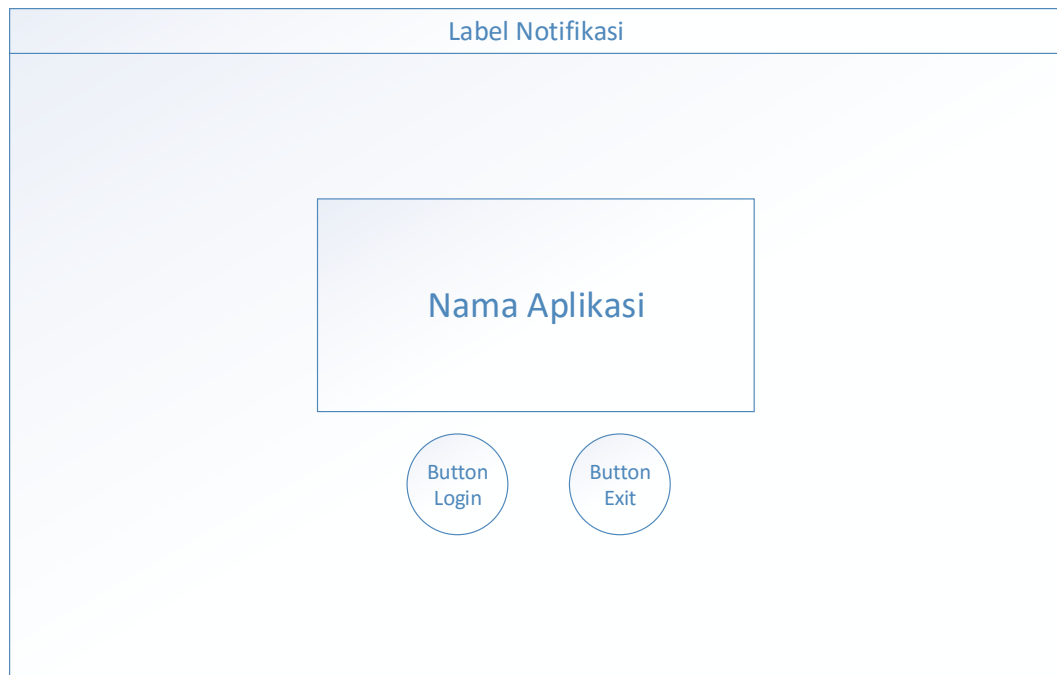 Label Notifikasi
Nama Aplikasi
Button
Login
Button
Exit